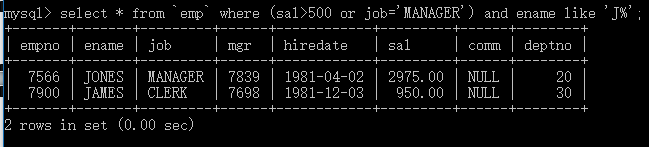 mysql> select * from `emp` where (sal>500 or job='MANAGER') and ename like 'J%';
+-------+-------+---------+------+------------+---------+------+--------+
| empno | ename | job     | mgr  | hiredate   | sal     | comm | deptno |
+-------+-------+---------+------+------------+---------+------+--------+
|  7566 | JONES | MANAGER | 7839 | 1981-04-02 | 2975.00 | NULL |     20 |
|  7900 | JAMES | CLERK   | 7698 | 1981-12-03 |  950.00 | NULL |     30 |
+-------+-------+---------+------+------------+---------+------+--------+
2 rows in set (0.00 sec)